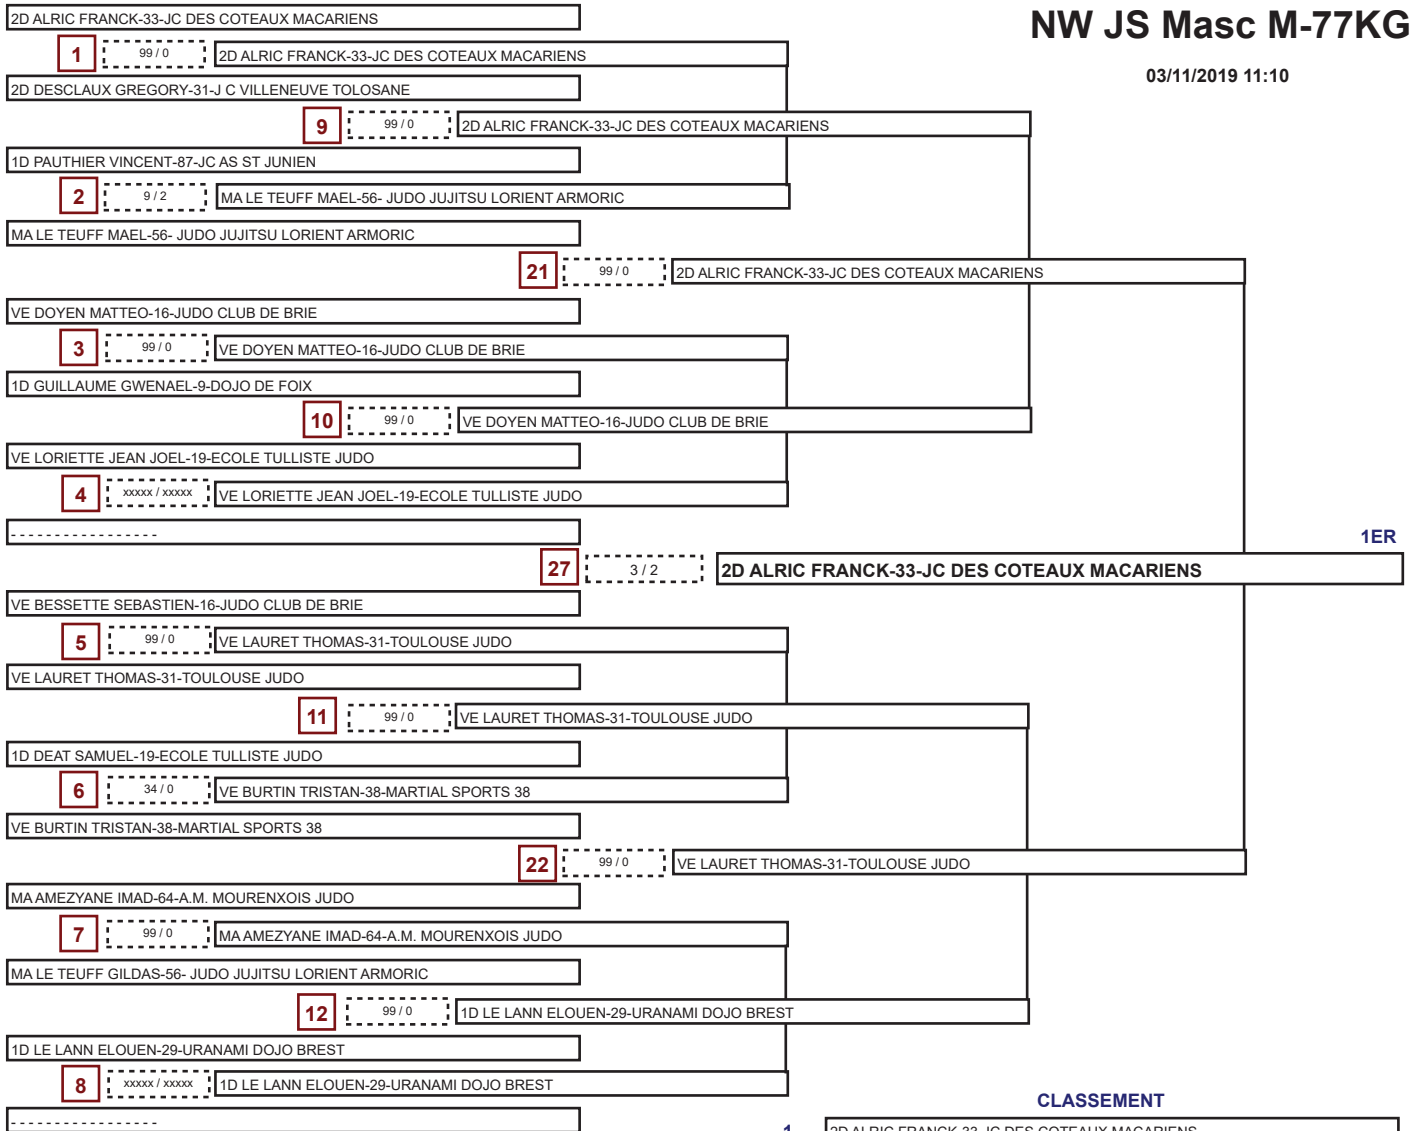 NW JS Masc M-77KG
03/11/2019 11:10
2D ALRIC FRANCK-33-JC DES COTEAUX MACARIENS
1 99 / 0 2D ALRIC FRANCK-33-JC DES COTEAUX MACARIENS
2D DESCLAUX GREGORY-31-J C VILLENEUVE TOLOSANE
9 99 / 0 2D ALRIC FRANCK-33-JC DES COTEAUX MACARIENS
1D PAUTHIER VINCENT-87-JC AS ST JUNIEN
2 9 / 2 MA LE TEUFF MAEL-56- JUDO JUJITSU LORIENT ARMORIC
MA LE TEUFF MAEL-56- JUDO JUJITSU LORIENT ARMORIC
21 99 / 0 2D ALRIC FRANCK-33-JC DES COTEAUX MACARIENS
VE DOYEN MATTEO-16-JUDO CLUB DE BRIE
3 99 / 0 VE DOYEN MATTEO-16-JUDO CLUB DE BRIE
1D GUILLAUME GWENAEL-9-DOJO DE FOIX
10 99 / 0 VE DOYEN MATTEO-16-JUDO CLUB DE BRIE
VE LORIETTE JEAN JOEL-19-ECOLE TULLISTE JUDO
4 xxxxx / xxxxx VE LORIETTE JEAN JOEL-19-ECOLE TULLISTE JUDO
- - - - - - - - - - - - - - - - -
1ER
27 3 / 2 2D ALRIC FRANCK-33-JC DES COTEAUX MACARIENS
VE BESSETTE SEBASTIEN-16-JUDO CLUB DE BRIE
5 99 / 0 VE LAURET THOMAS-31-TOULOUSE JUDO
VE LAURET THOMAS-31-TOULOUSE JUDO
11 99 / 0 VE LAURET THOMAS-31-TOULOUSE JUDO
1D DEAT SAMUEL-19-ECOLE TULLISTE JUDO
6 34 / 0 VE BURTIN TRISTAN-38-MARTIAL SPORTS 38
VE BURTIN TRISTAN-38-MARTIAL SPORTS 38
22 99 / 0 VE LAURET THOMAS-31-TOULOUSE JUDO
MA AMEZYANE IMAD-64-A.M. MOURENXOIS JUDO
7 99 / 0 MA AMEZYANE IMAD-64-A.M. MOURENXOIS JUDO
MA LE TEUFF GILDAS-56- JUDO JUJITSU LORIENT ARMORIC
12 99 / 0 1D LE LANN ELOUEN-29-URANAMI DOJO BREST
1D LE LANN ELOUEN-29-URANAMI DOJO BREST
8 xxxxx / xxxxx 1D LE LANN ELOUEN-29-URANAMI DOJO BREST
- - - - - - - - - - - - - - - - -
CLASSEMENT
1 2D ALRIC FRANCK-33-JC DES COTEAUX MACARIENS